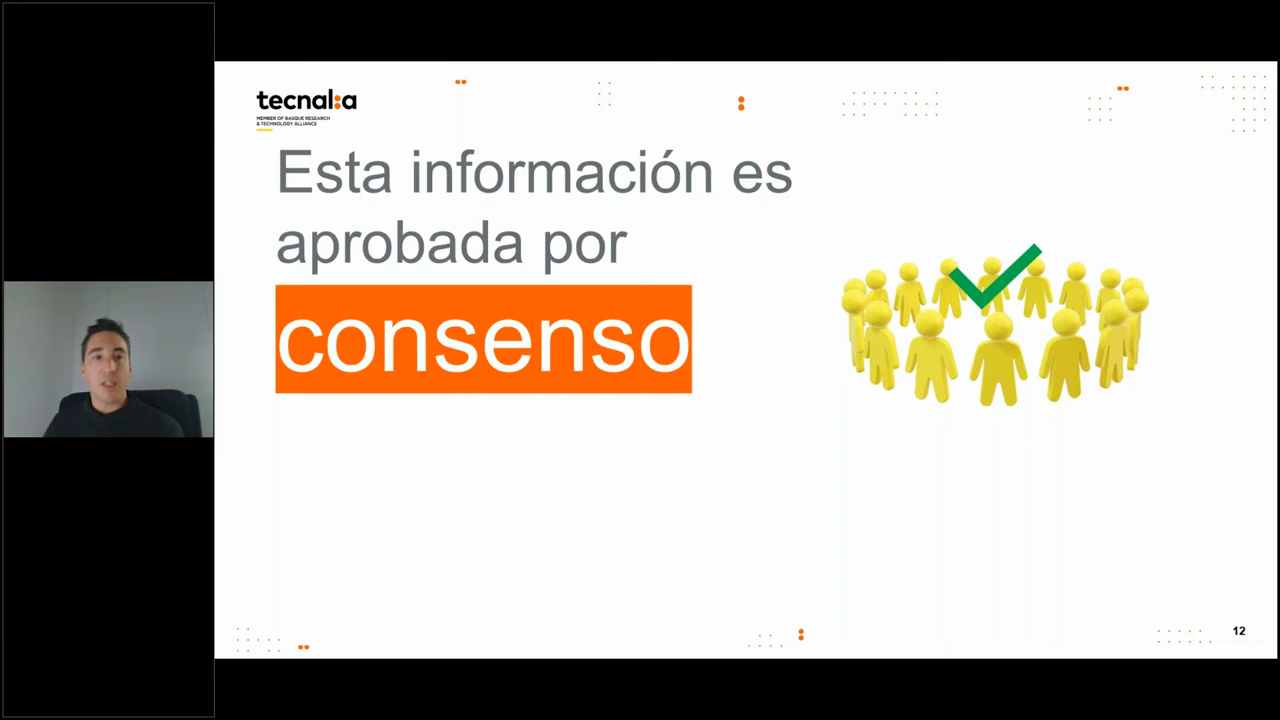 tecnal:a
MEMBER OF BASQUE RESEARCH
& TECHNOLOGY ALLIANCE
Esta información es
aprobada por
consenso
12